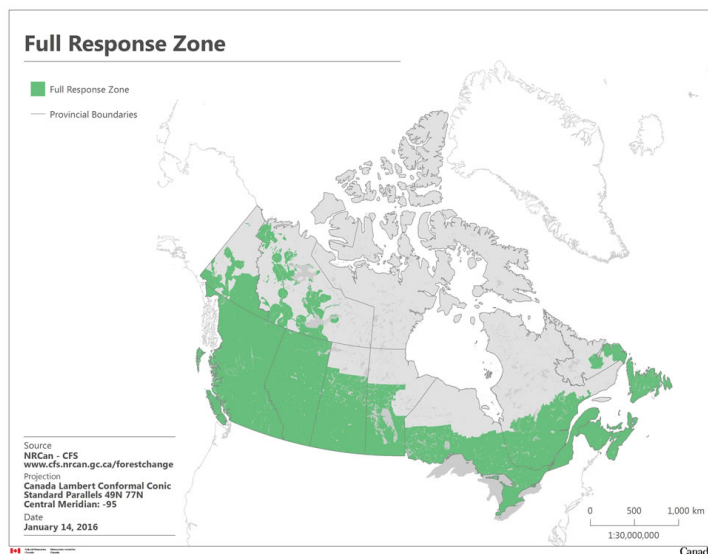 Full Response Zone
Full Response Zone
Provincial Boundaries
Source
NRCan - CFS
www.cfs.nrcan.gc.ca/forestchange
Projection
Canada Lambert Conformal Conic
Standard Parallels 49N 77N
Central Meridian: -95
Date
January 14, 2016
0 500 1,000 km
1:30,000,000